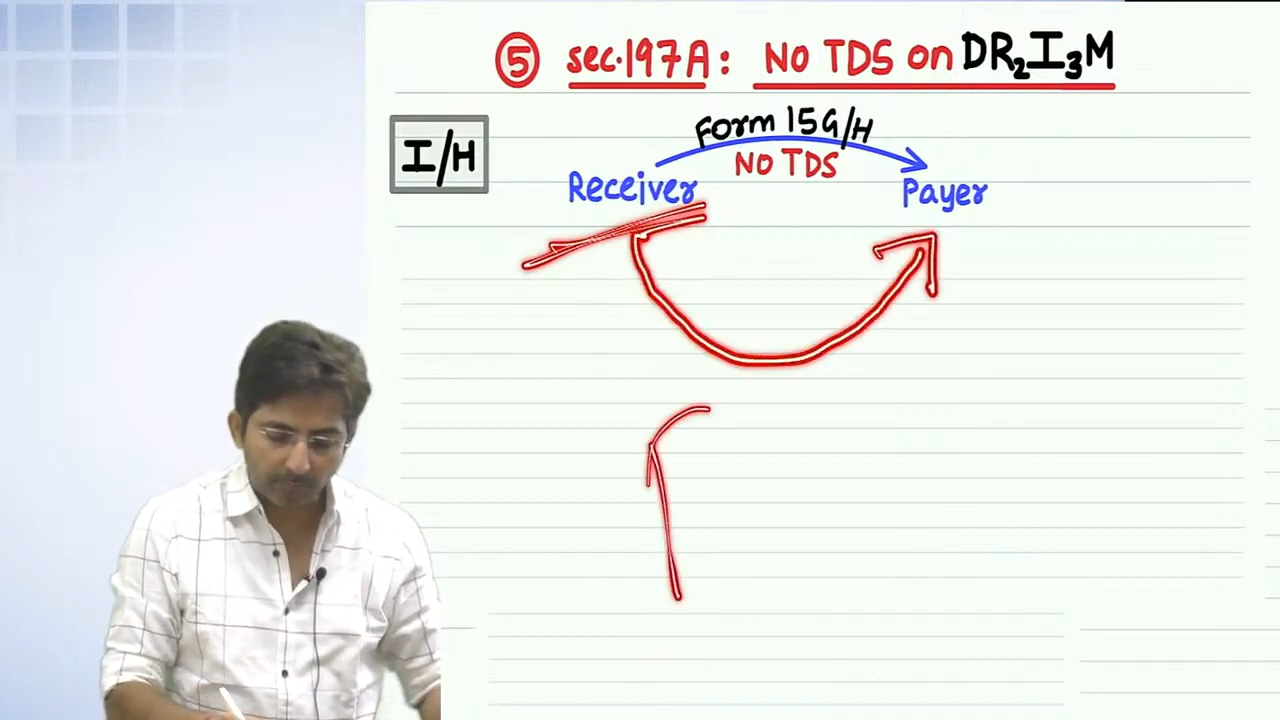 ⑤ sec.197A: NO TDS on DR₂I₃M
I/H
Form 15G/H
NO TDS
Receiver
Payer